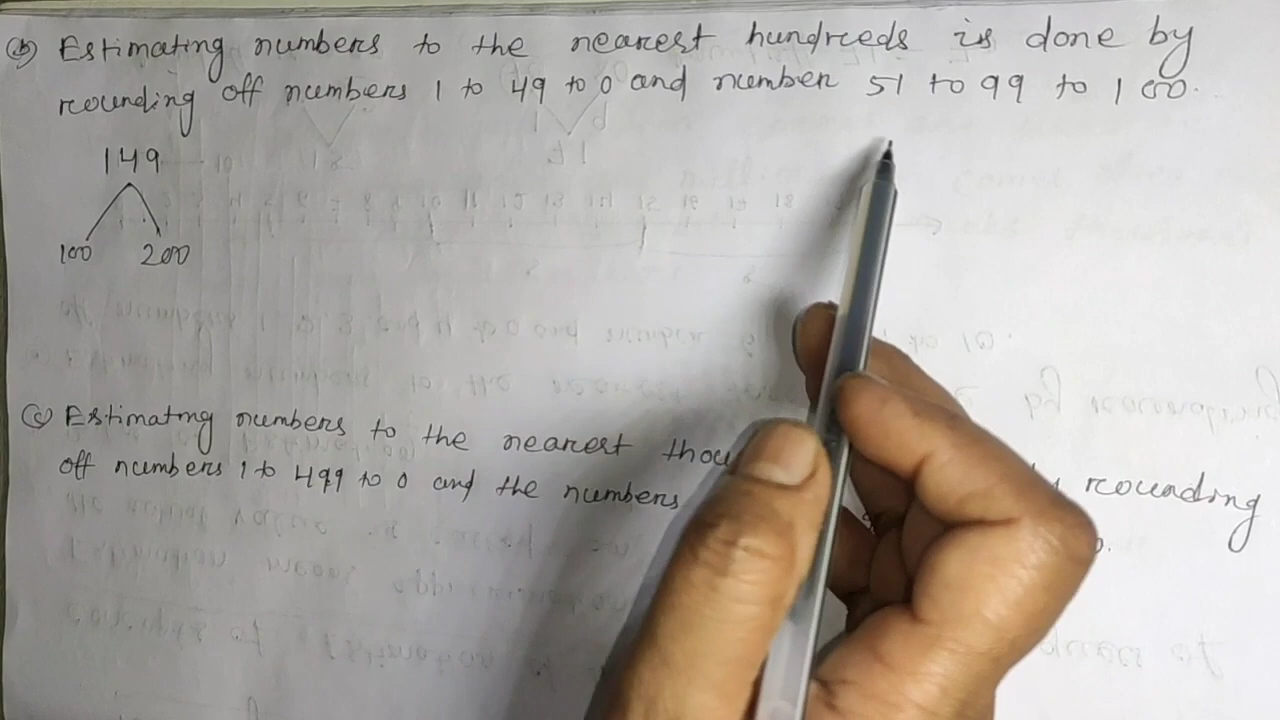 (b) Estimating numbers to the nearest hundreds is done by
rounding off numbers 1 to 49 to 0 and number 51 to 99 to 100.
149
100 200
(c) Estimating numbers to the nearest rounding
off numbers 1 to 499 to 0 and the numbers